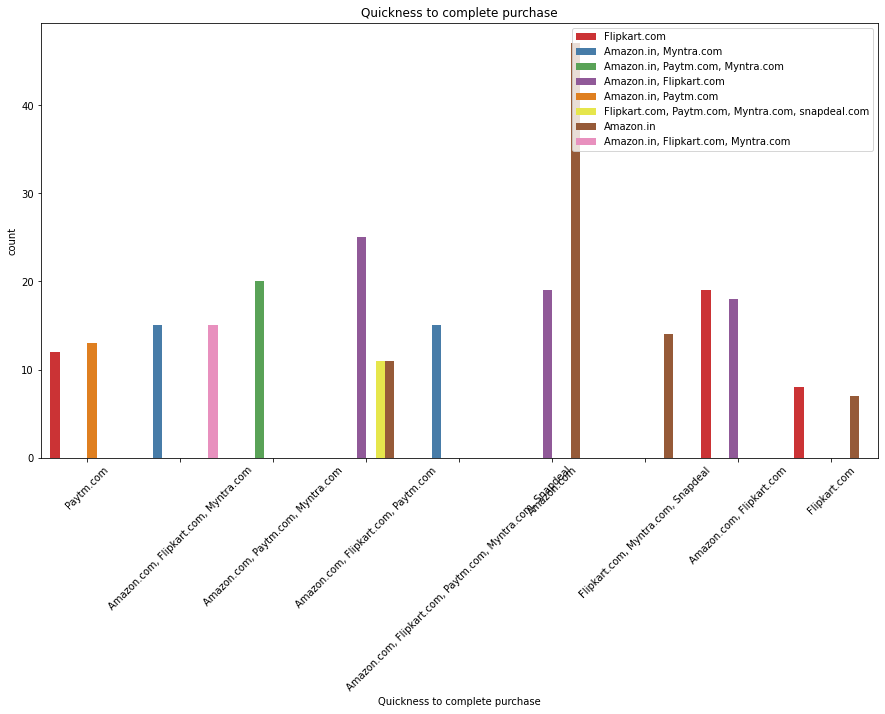 Quickness to complete purchase
Flipkart.com
Amazon.in, Myntra.com
Amazon.in, Paytm.com, Myntra.com
Amazon.in, Flipkart.com
Amazon.in, Paytm.com
Flipkart.com, Paytm.com, Myntra.com, snapdeal.com
Amazon.in
Amazon.in, Flipkart.com, Myntra.com
count
40
30
20
10
0
Paytm.com
Amazon.com, Flipkart.com, Myntra.com
Amazon.com, Paytm.com, Myntra.com
Amazon.com, Flipkart.com, Paytm.com
Amazon.com, Flipkart.com, Paytm.com, Myntra.com, Snapdeal
Amazon.com
Flipkart.com, Myntra.com, Snapdeal
Amazon.com, Flipkart.com
Flipkart.com
Quickness to complete purchase